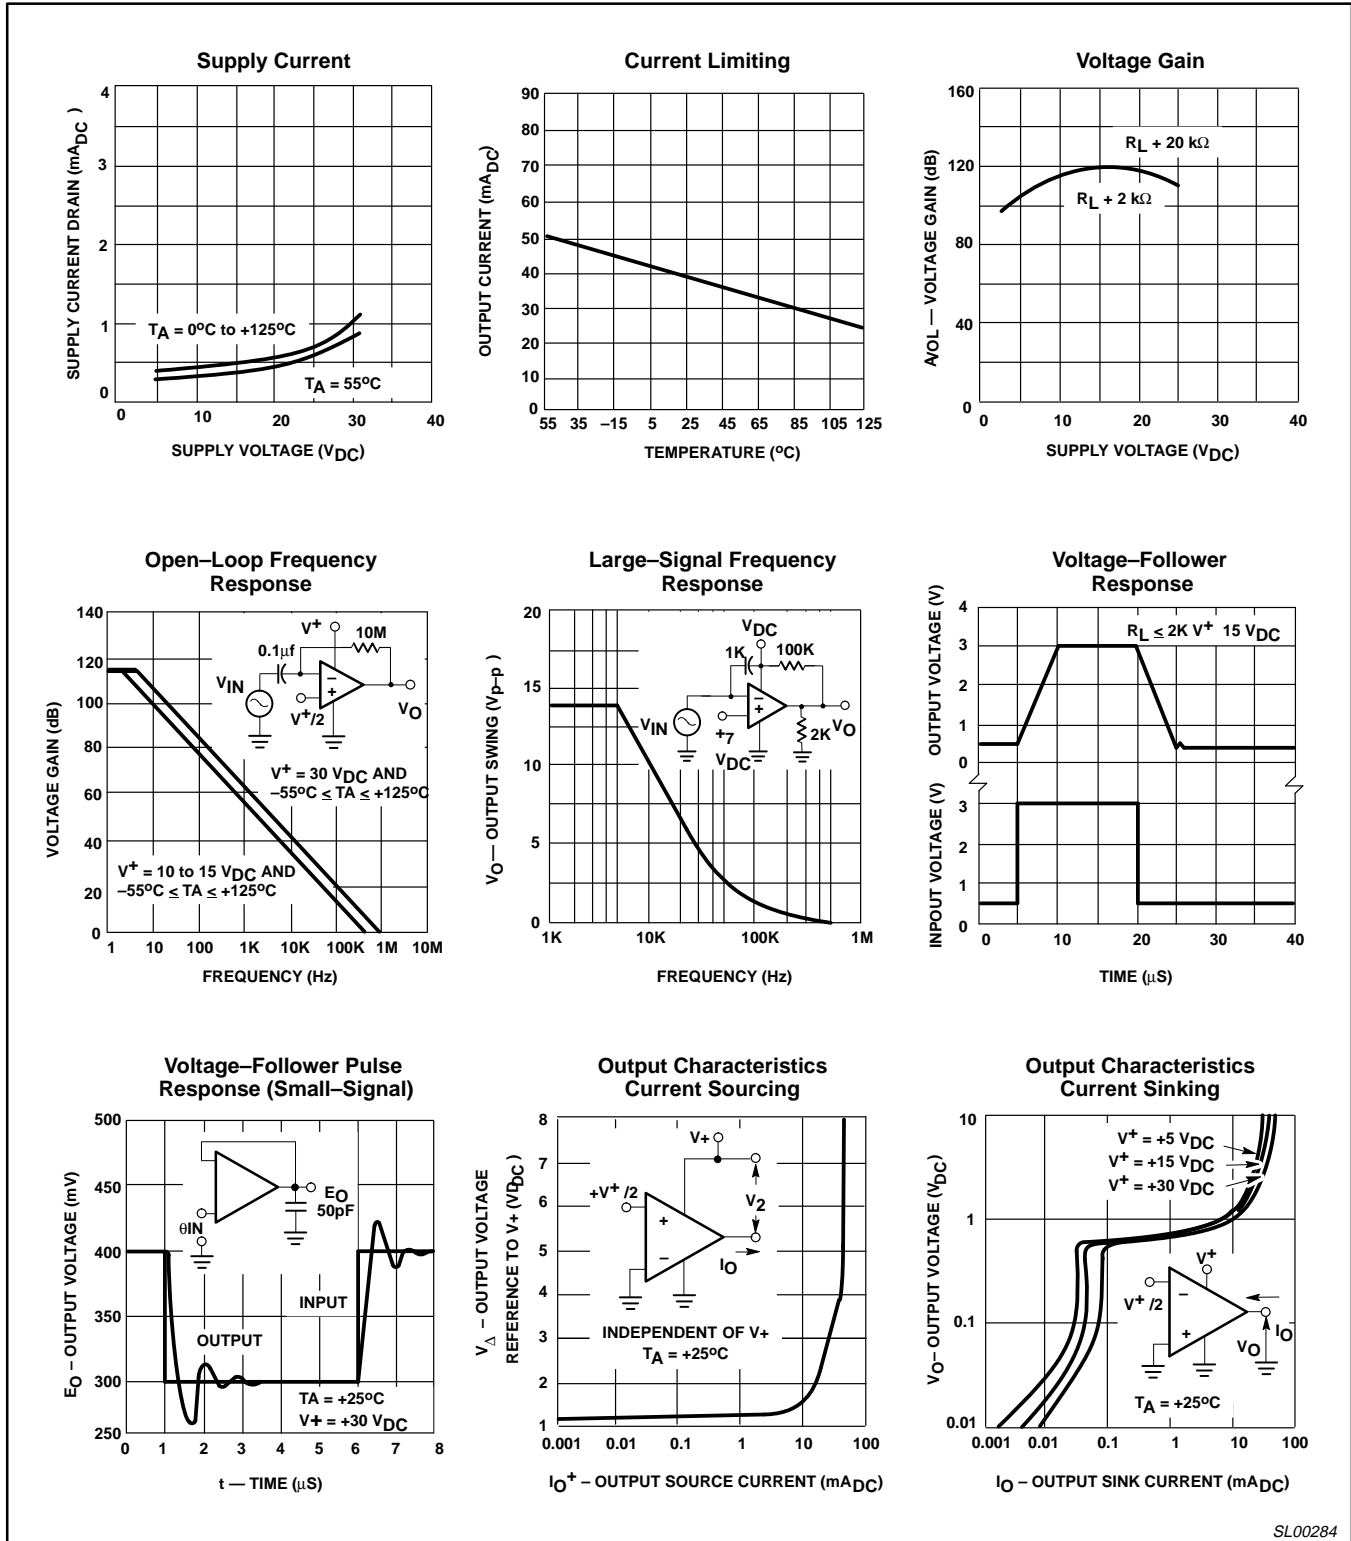 Supply Current
SUPPLY CURRENT DRAIN (mADC )
4
3
2
1
0
TA = 0oC to +125oC
TA = 55oC
0 10 20 30 40
SUPPLY VOLTAGE (VDC)
Current Limiting
OUTPUT CURRENT (mADC)
90
80
70
60
50
40
30
20
10
0
55 35 –15 5 25 45 65 85 105 125
TEMPERATURE (oC)
Voltage Gain
AVOL — VOLTAGE GAIN (dB)
160
120
80
40
0
RL + 20 kΩ
RL + 2 kΩ
0 10 20 30 40
SUPPLY VOLTAGE (VDC)
Open–Loop Frequency
Response
VOLTAGE GAIN (dB)
140
120
100
80
60
40
20
0
V+
10M
0.1µf
VIN
–
+
V+/2
VO
V+ = 30 VDC AND
–55oC ≤ TA ≤ +125oC
V+ = 10 to 15 VDC AND
–55oC ≤ TA ≤ +125oC
1 10 100 1K 10K 100K 1M 10M
FREQUENCY (Hz)
Large–Signal Frequency
Response
VO — OUTPUT SWING (Vp–p)
20
15
10
5
0
VDC
1K
100K
VIN
–
+
+7
VDC
2K
VO
1K 10K 100K 1M
FREQUENCY (Hz)
Voltage–Follower
Response
OUTPUT VOLTAGE (V)
4
3
2
1
0
RL ≤ 2K V+ 15 VDC
INPOUT VOLTAGE (V)
3
2
1
0
0 10 20 30 40
TIME (µS)
Voltage–Follower Pulse
Response (Small–Signal)
EO – OUTPUT VOLTAGE (mV)
500
450
400
350
300
250
EO
50pF
θIN
INPUT
OUTPUT
TA = +25oC
V+ = +30 VDC
0 1 2 3 4 5 6 7 8
t — TIME (µS)
Output Characteristics
Current Sourcing
V∆ – OUTPUT VOLTAGE
REFERENCE TO V+ (VDDC)
8
7
6
5
4
3
2
1
V+
+V+ /2
+
–
V2
IO
INDEPENDENT OF V+
TA = +25oC
0.001 0.01 0.1 1 10 100
IO+ – OUTPUT SOURCE CURRENT (mADC)
Output Characteristics
Current Sinking
VO – OUTPUT VOLTAGE (VDC)
10
1
0.1
0.01
V+ = +5 VDC
V+ = +15 VDC
V+ = +30 VDC
V+
–
+
V+ /2
IO
VO
TA = +25oC
0.001 0.01 0.1 1 10 100
IO – OUTPUT SINK CURRENT (mADC)
SL00284